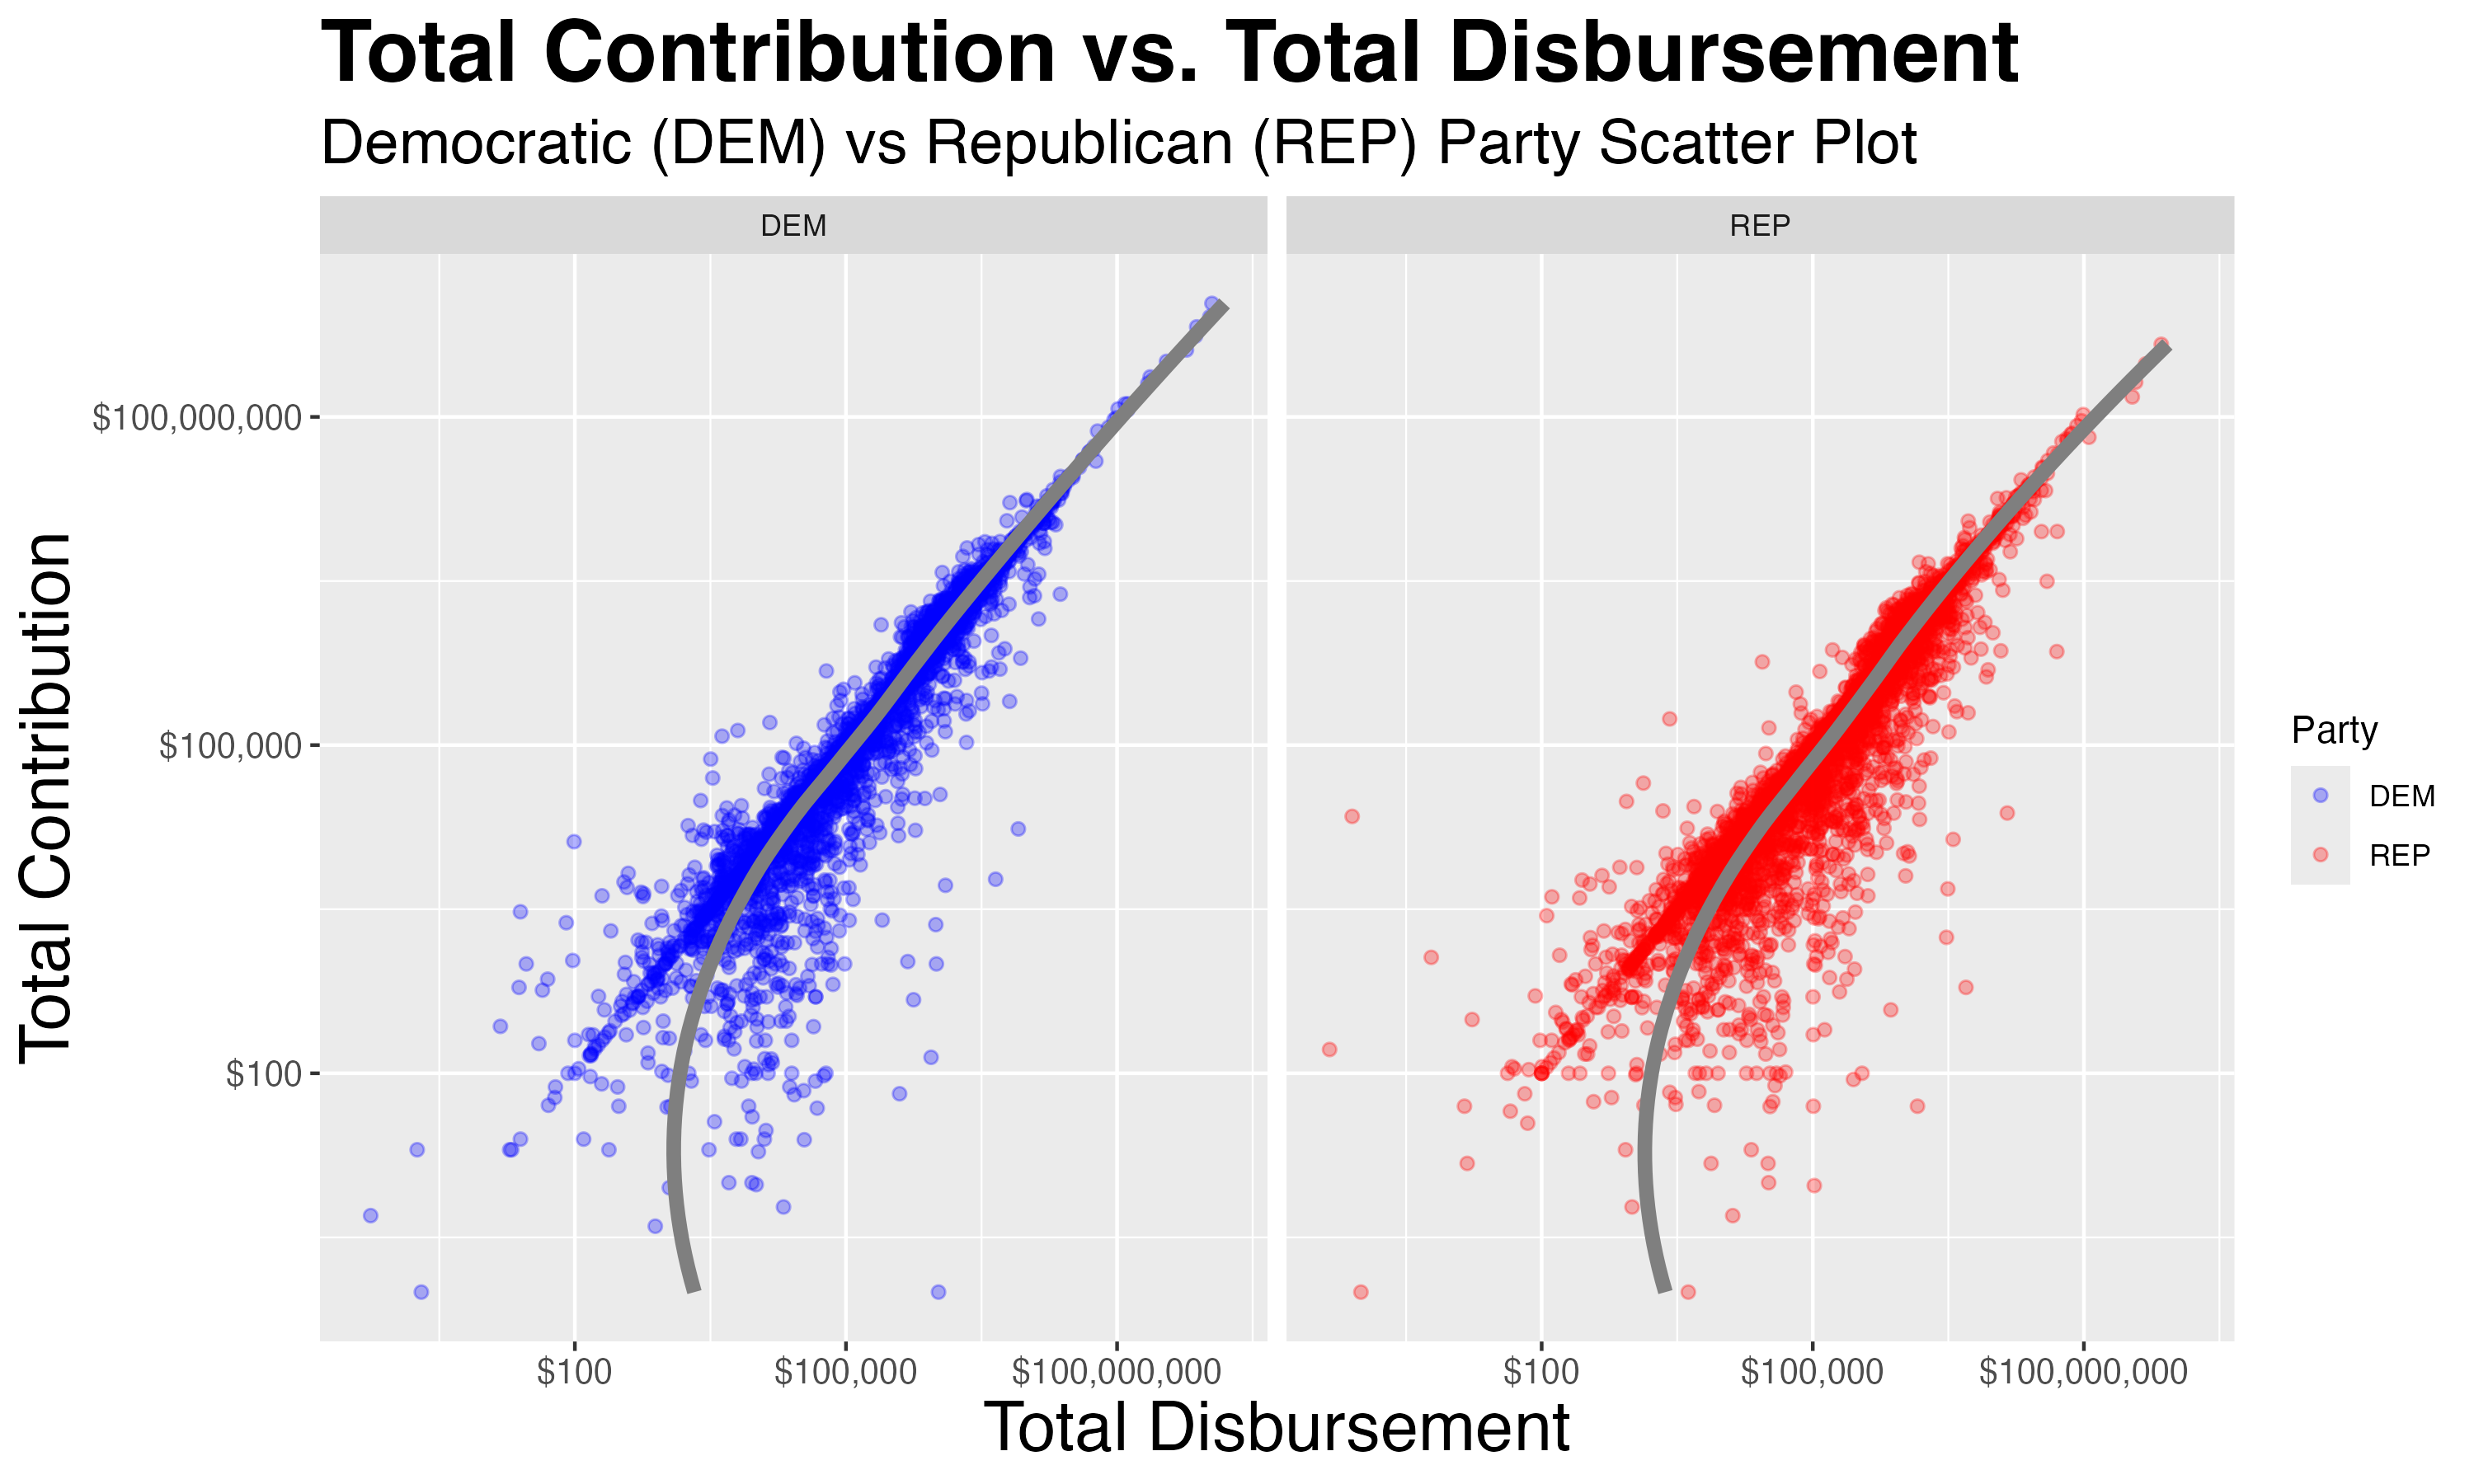 Total Contribution vs. Total Disbursement
Democratic (DEM) vs Republican (REP) Party Scatter Plot
DEM
REP
Total Contribution
$100,000,000
$100,000
$100
$100
$100,000
$100,000,000
$100
$100,000
$100,000,000
Total Disbursement
Party
DEM
REP